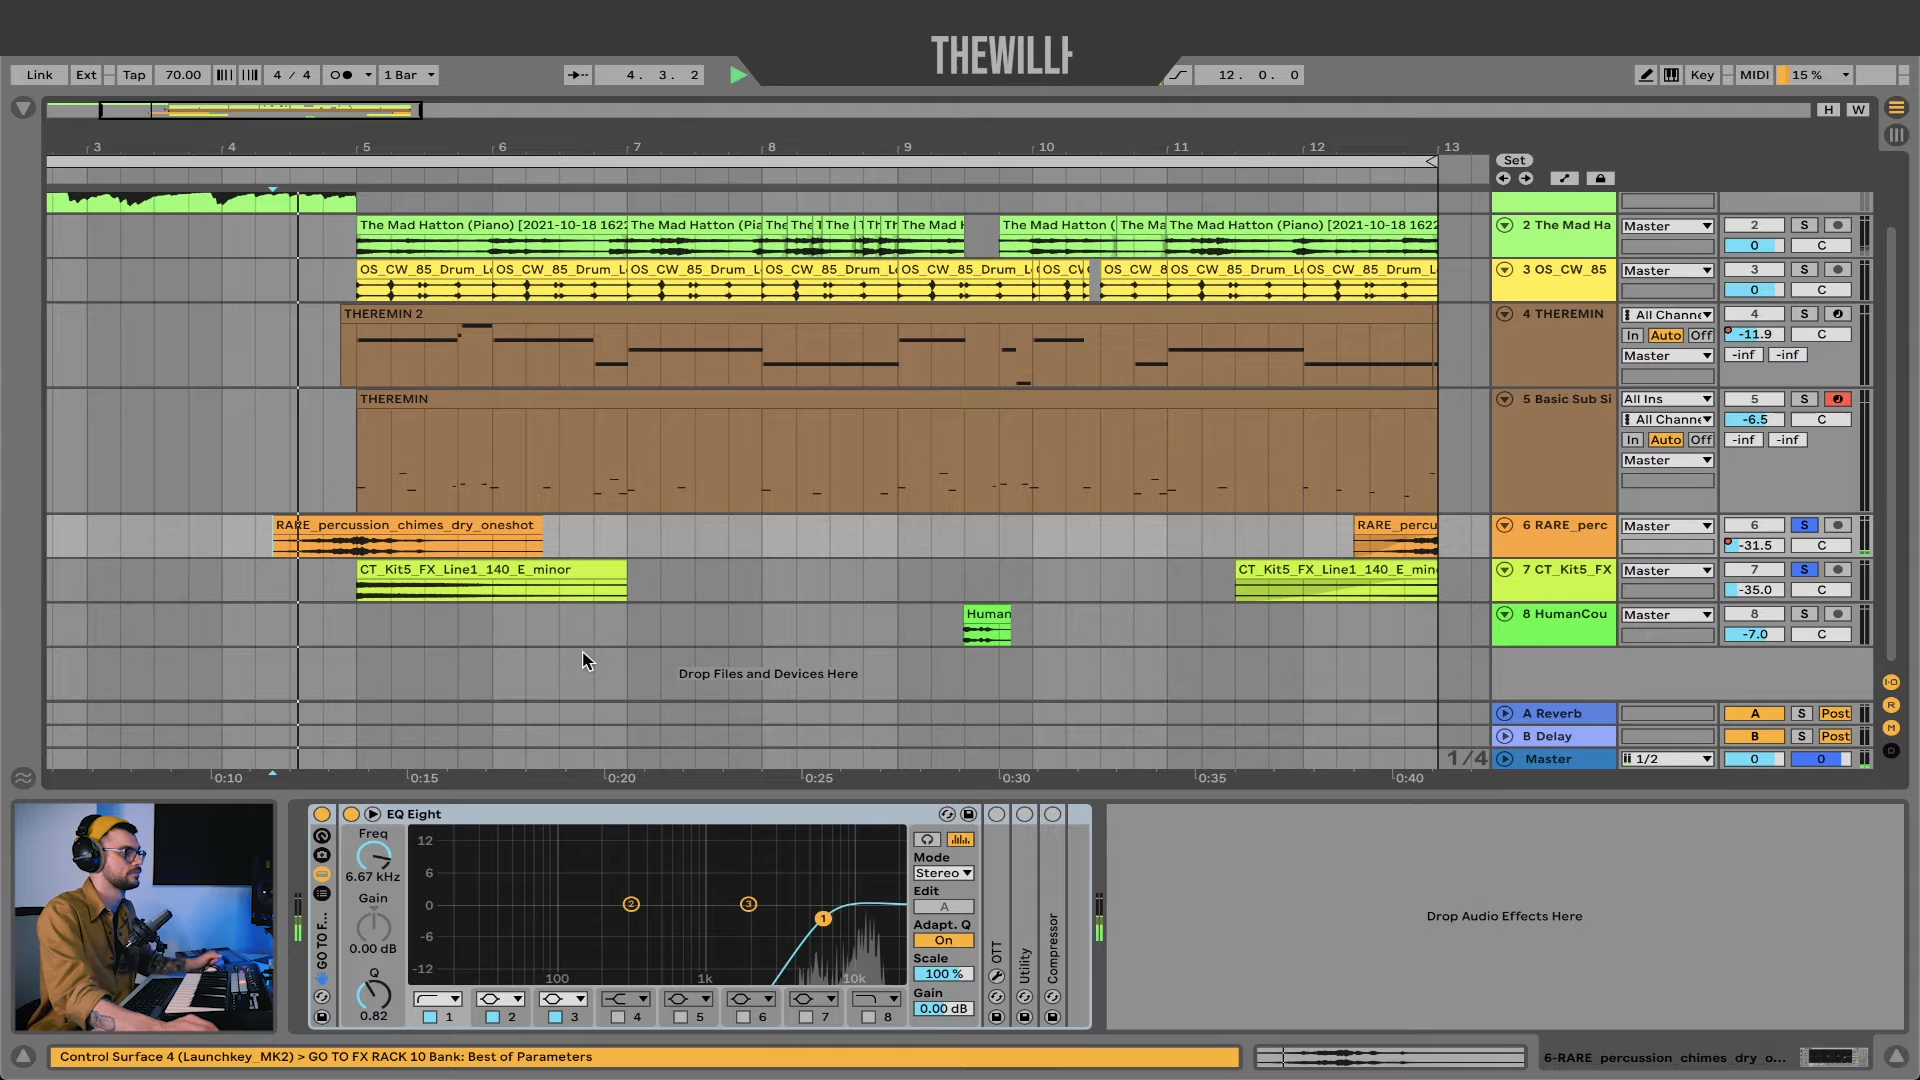 THEWILLH
Link Ext Tap 70.00 4 / 4 1 Bar 4. 3. 2 12. 0. 0 Key MIDI 15 %
H W
3 4 5 6 7 8 9 10 11 12 13
Set
The Mad Hatton (Piano) [2021-10-18 1622 The Mad Hatton (Pia The The The Th Th The Mad H The Mad Hatton ( The Ma The Mad Hatton (Piano) [2021-10-18 1622 2 The Mad Ha Master 2 S
0 C
OS_CW_85_Drum_Lo OS_CW_85_Drum_L OS_CW_85_Drum_L OS_CW_85_Drum_L OS_CW_85_Drum_L OS_CV OS_CW_8 OS_CW_85_Drum_L OS_CW_85_Drum_L 3 OS_CW_85 Master 3 S
0 C
THEREMIN 2 4 THEREMIN All Channe 4 S
In Auto Off -11.9 C
Master -inf -inf
THEREMIN 5 Basic Sub Si All Ins 5 S
All Channe -6.5 C
In Auto Off -inf -inf
Master
RARE_percussion_chimes_dry_oneshot RARE_percu 6 RARE_perc Master 6 S
-31.5 C
CT_Kit5_FX_Line1_140_E_minor CT_Kit5_FX_Line1_140_E_min 7 CT_Kit5_FX Master 7 S
-35.0 C
Human 8 HumanCou Master 8 S
-7.0 C
Drop Files and Devices Here
A Reverb A S Post
B Delay B S Post
1/4 Master 1/2 0 0
0:10 0:15 0:20 0:25 0:30 0:35 0:40
I·O
R
M
D
EQ Eight
Freq
6.67 kHz
Gain
0.00 dB
Q
0.82
12
6
0
-6
-12
2 3 1
100 1k 10k
1 2 3 4 5 6 7 8
Mode
Stereo
Edit
A
Adapt. Q
On
Scale
100 %
Gain
0.00 dB
GO TO F...
OTT
Utility
Compressor
Drop Audio Effects Here
Control Surface 4 (Launchkey_MK2) > GO TO FX RACK 10 Bank: Best of Parameters
6-RARE_percussion_chimes_dry_o...